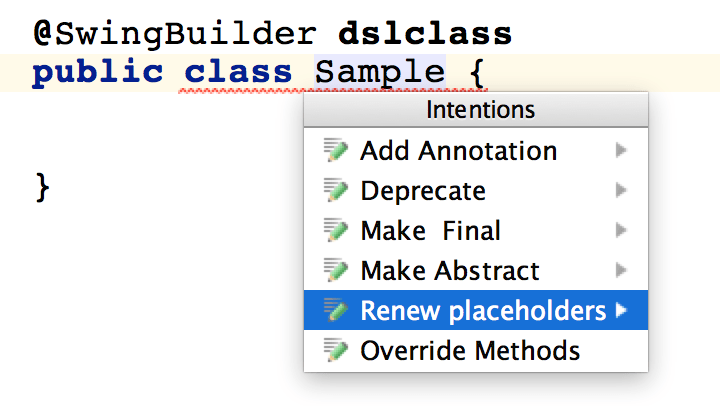 @SwingBuilder dslclass
public class Sample {
Intentions
Add Annotation
Deprecate
Make  Final
Make Abstract
Renew placeholders
Override Methods
}